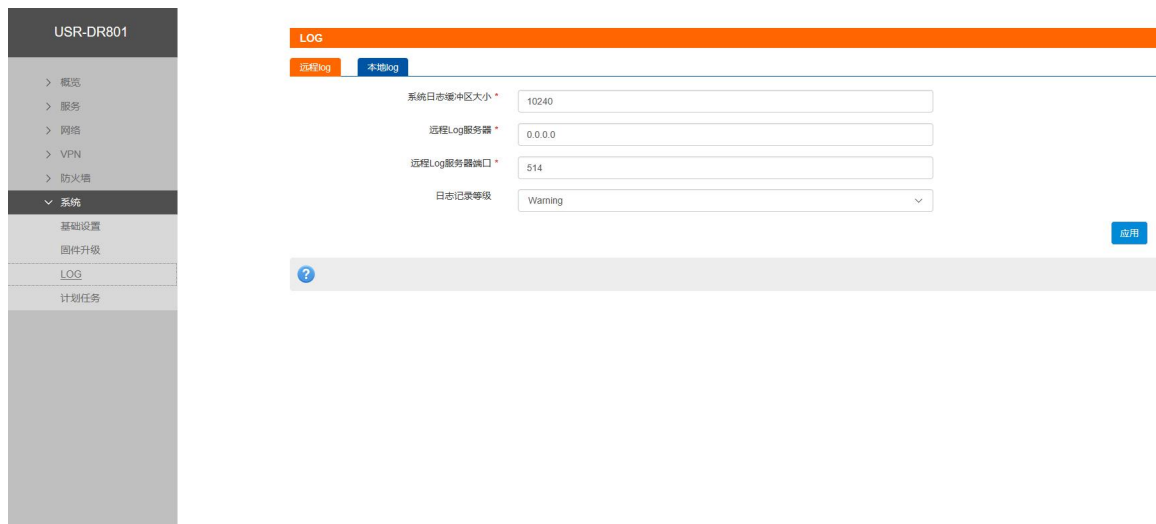 USR-DR801
概览
服务
网络
VPN
防火墙
系统
基础设置
固件升级
LOG
计划任务
LOG
远程log 本地log
系统日志缓冲区大小 * 10240
远程Log服务器 * 0.0.0.0
远程Log服务器端口 * 514
日志记录等级 Warning
应用